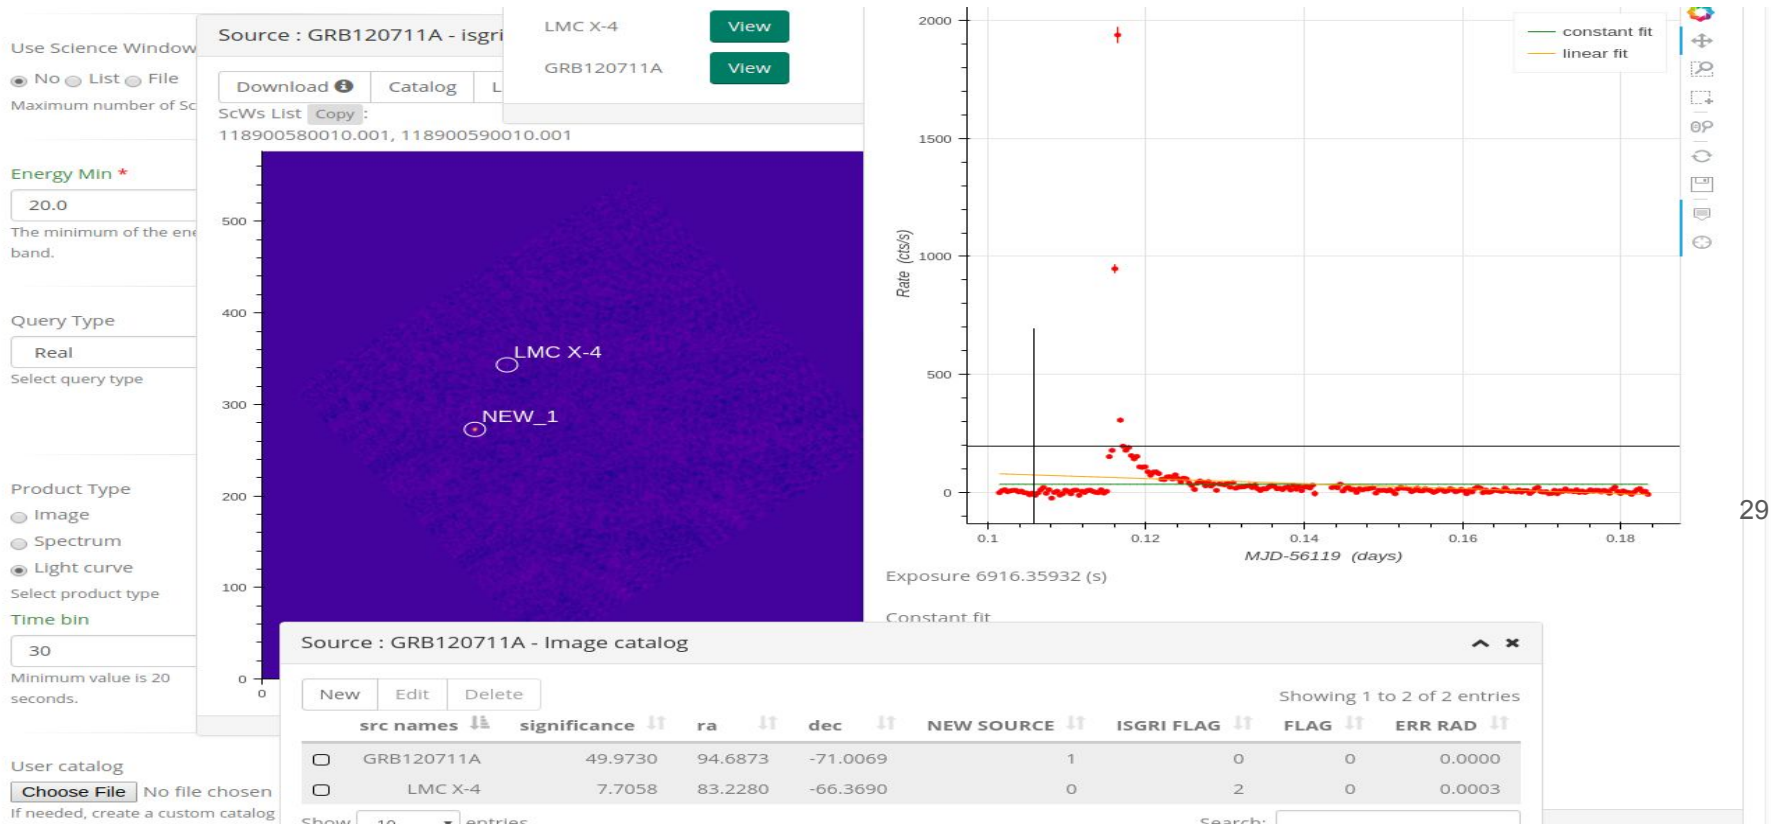 Use Science Window
No List File
Maximum number of Sc
Energy Min *
20.0
The minimum of the ene
band.
Query Type
Real
Select query type
Product Type
Image
Spectrum
Light curve
Select product type
Time bin
30
Minimum value is 20
seconds.
User catalog
Choose File No file chosen
If needed, create a custom catalog
Source : GRB120711A - isgri
Download Catalog L
ScWs List Copy :
118900580010.001, 118900590010.001
500
400
300
200
100
0
0
LMC X-4
NEW_1
LMC X-4 View
GRB120711A View
2000
1500
1000
500
0
Rate (cts/s)
constant fit
linear fit
0.1 0.12 0.14 0.16 0.18
MJD-56119 (days)
Exposure 6916.35932 (s)
Constant fit
29
Source : GRB120711A - Image catalog
New Edit Delete
Showing 1 to 2 of 2 entries
src names significance ra dec NEW SOURCE ISGRI FLAG FLAG ERR RAD
GRB120711A 49.9730 94.6873 -71.0069 1 0 0 0.0000
LMC X-4 7.7058 83.2280 -66.3690 0 2 0 0.0003
Show 10 entries
Search: